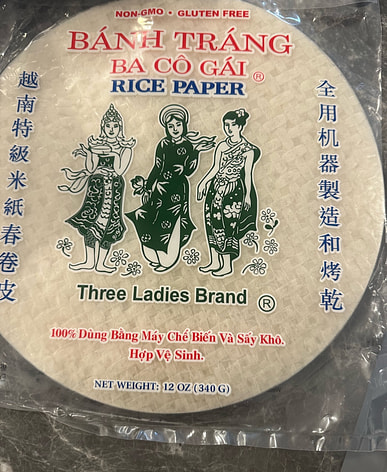 NON-GMO • GLUTEN FREE
BÁNH TRÁNG
BA CÔ GÁI ®
RICE PAPER
越南特級米紙春卷皮
全用机器製造和烤乾
Three Ladies Brand ®
100% Dùng Bằng Máy Chế Biến Và Sấy Khô.
Hợp Vệ Sinh.
NET WEIGHT: 12 OZ (340 G)